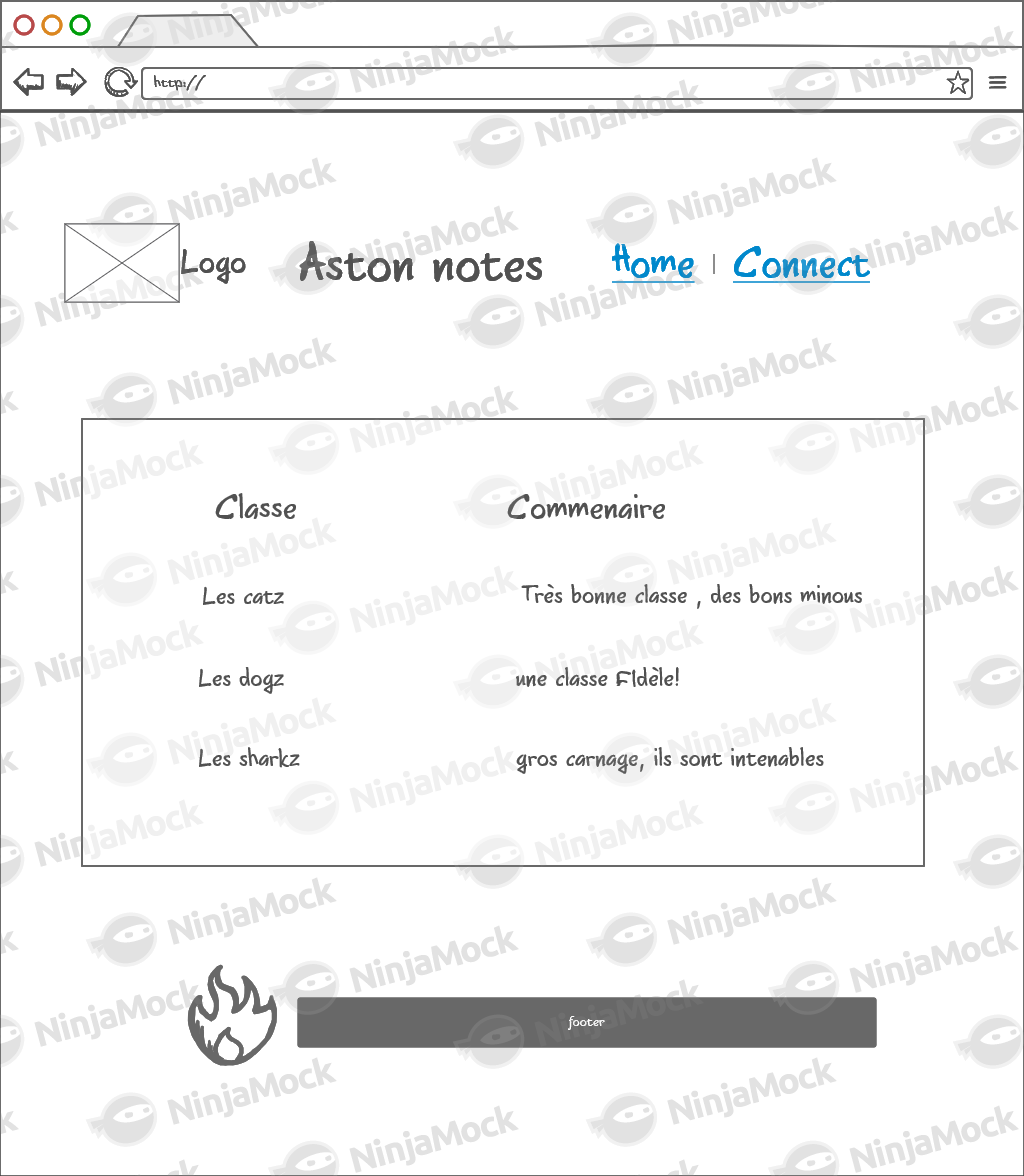 http://
Logo Aston notes Home | Connect
Classe Commenaire
Les catz Très bonne classe , des bons minous
Les dogz une classe FIdèle!
Les sharkz gros carnage, ils sont intenables
footer
NinjaMock